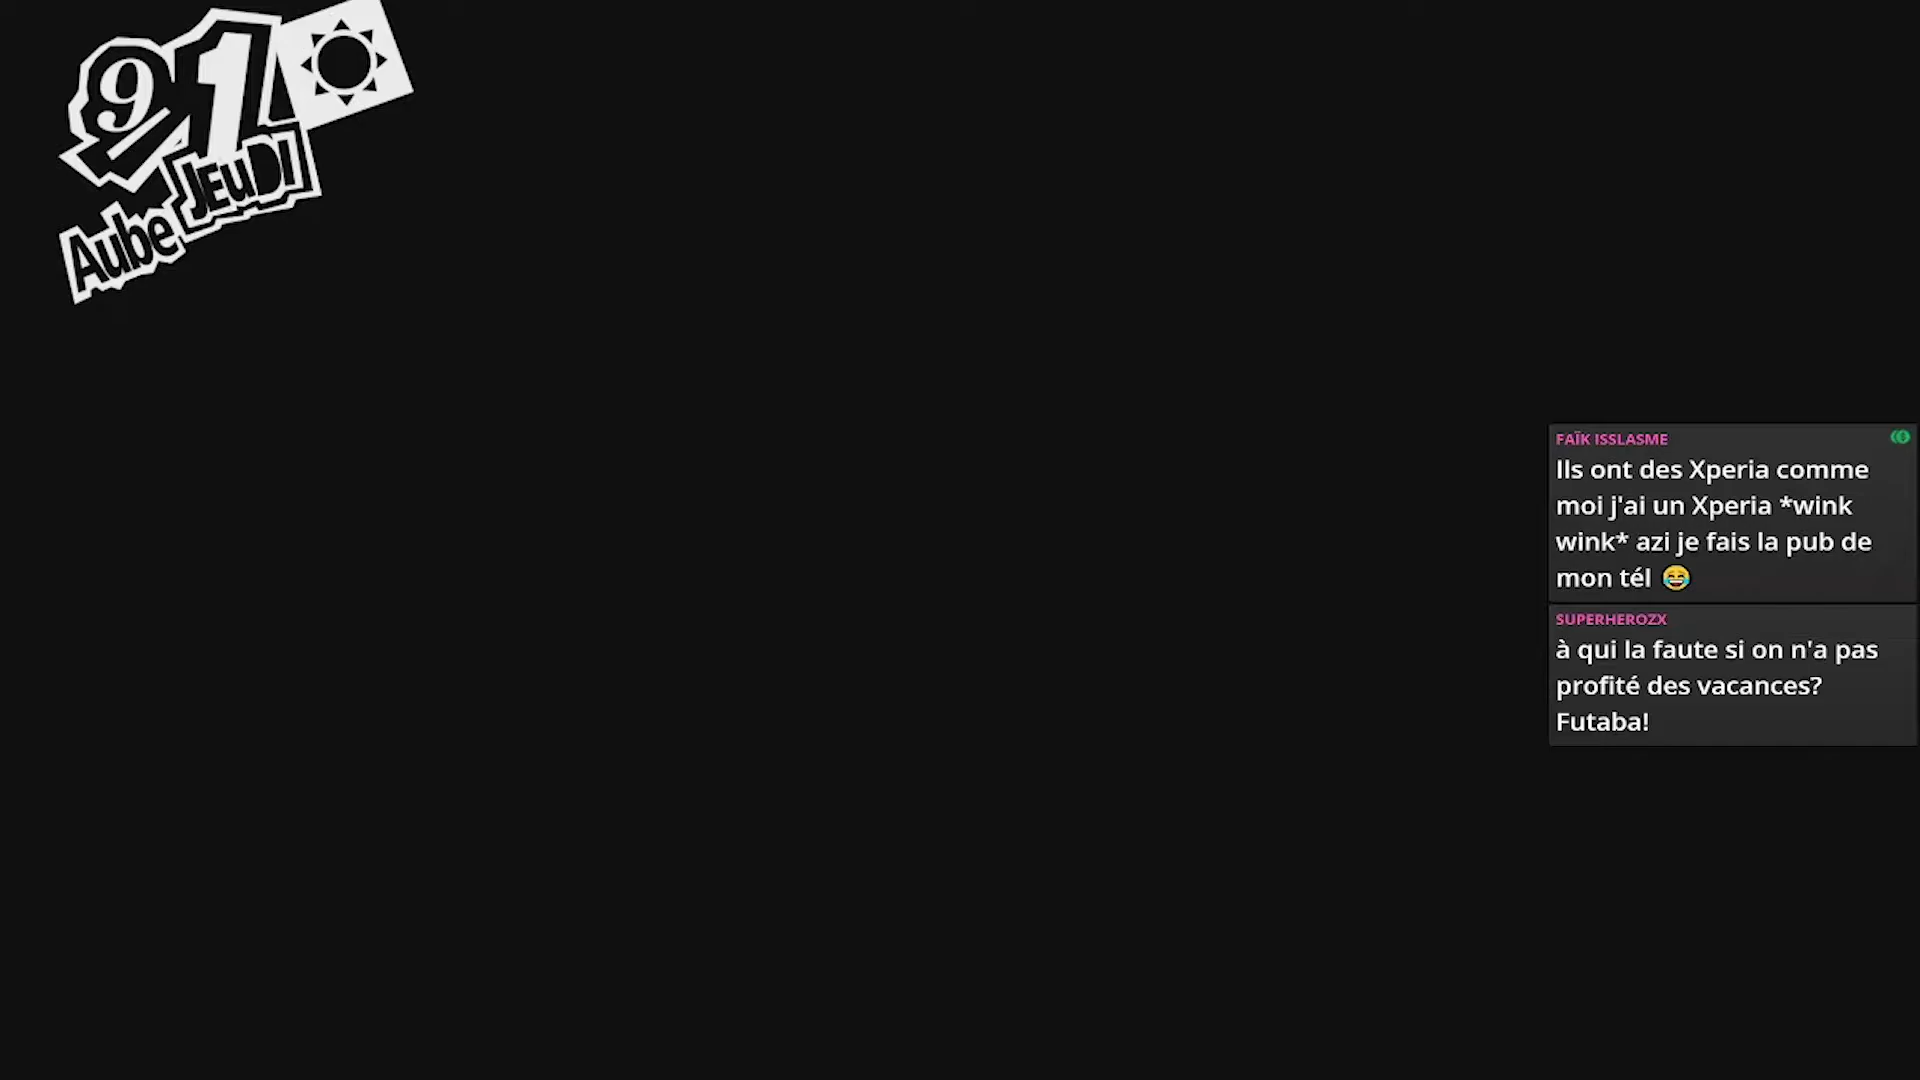 9/1
JEUDI
Aube
FAÏK ISSLASME
Ils ont des Xperia comme
moi j'ai un Xperia *wink
wink* azi je fais la pub de
mon tél 😂
SUPERHEROZX
à qui la faute si on n'a pas
profité des vacances?
Futaba!